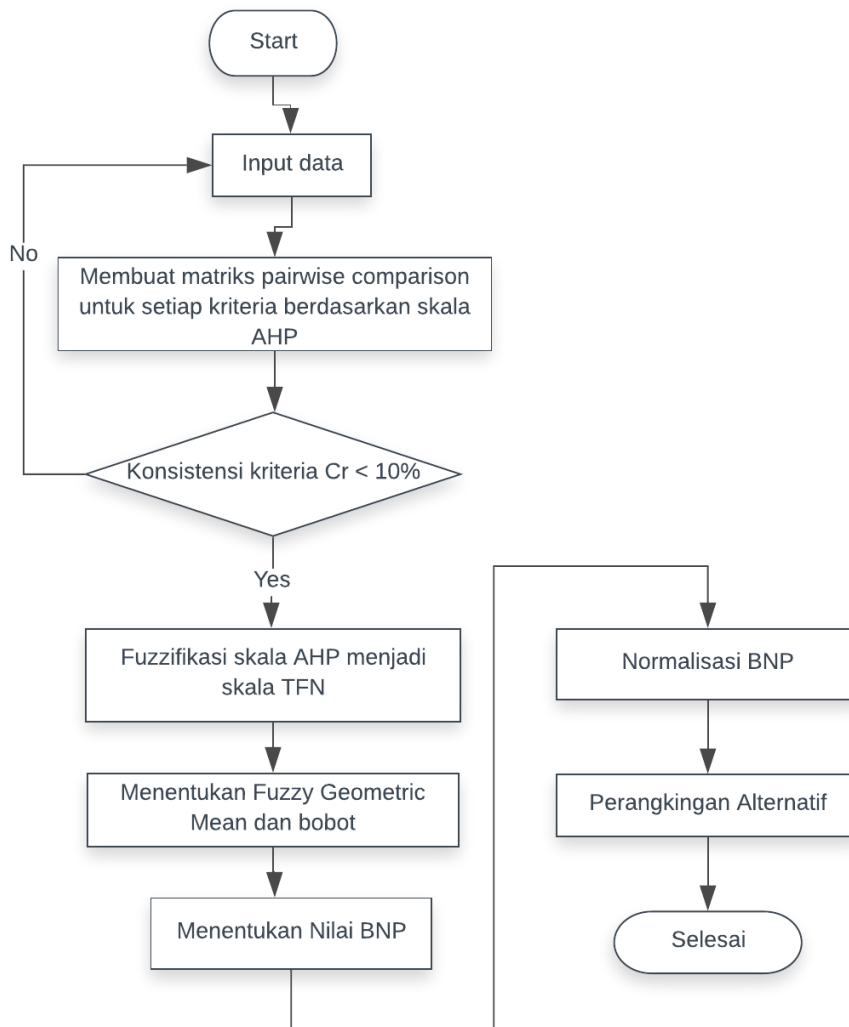 Start
Input data
No
Membuat matriks pairwise comparison
untuk setiap kriteria berdasarkan skala
AHP
Konsistensi kriteria Cr < 10%
Yes
Fuzzifikasi skala AHP menjadi
skala TFN
Menentukan Fuzzy Geometric
Mean dan bobot
Menentukan Nilai BNP
Normalisasi BNP
Perangkingan Alternatif
Selesai